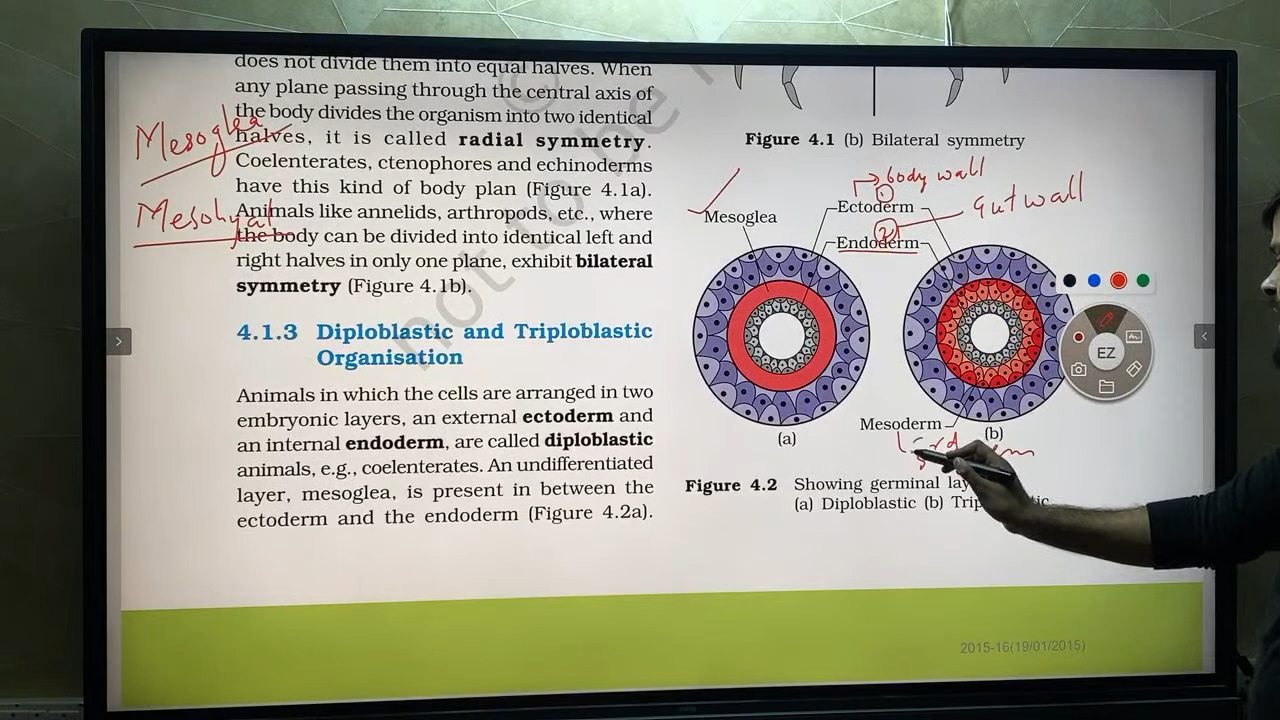 does not divide them into equal halves. When
any plane passing through the central axis of
the body divides the organism into two identical
halves, it is called radial symmetry.
Coelenterates, ctenophores and echinoderms
have this kind of body plan (Figure 4.1a).
Animals like annelids, arthropods, etc., where
the body can be divided into identical left and
right halves in only one plane, exhibit bilateral
symmetry (Figure 4.1b).
Mesoglea
Mesohyal
4.1.3 Diploblastic and Triploblastic
Organisation
Animals in which the cells are arranged in two
embryonic layers, an external ectoderm and
an internal endoderm, are called diploblastic
animals, e.g., coelenterates. An undifferentiated
layer, mesoglea, is present in between the
ectoderm and the endoderm (Figure 4.2a).
Figure 4.1 (b) Bilateral symmetry
body wall
1
Mesoglea
Ectoderm
gut wall
2
Endoderm
EZ
Mesoderm
(a)
(b)
Figure 4.2 Showing germinal
(a) Diploblastic (b)
not to be
©
2015-16(19/01/2015)